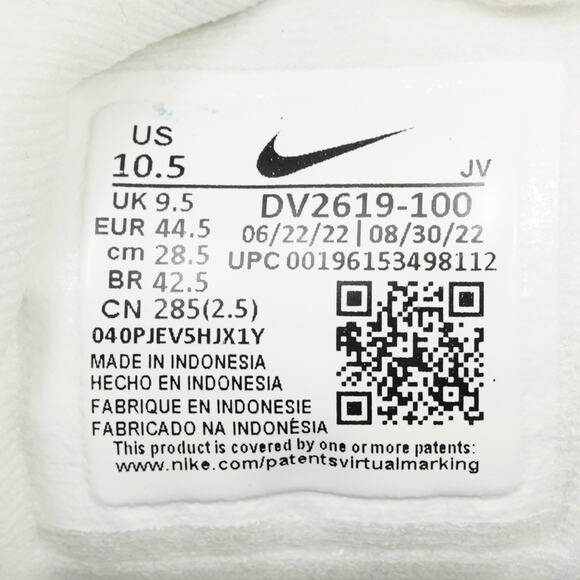 US
10.5
JV
UK 9.5
EUR 44.5
cm 28.5
BR 42.5
CN 285(2.5)
DV2619-100
06/22/22 | 08/30/22
UPC 00196153498112
040PJEV5HJX1Y
MADE IN INDONESIA
HECHO EN INDONESIA
FABRIQUE EN INDONESIE
FABRICADO NA INDONÉSIA
This product is covered by one or more patents:
www.nike.com/patentsvirtualmarking